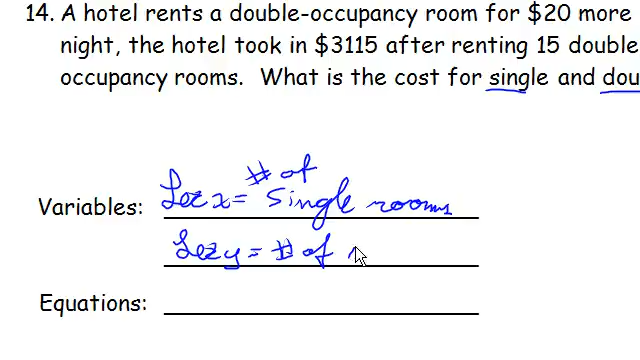 14. A hotel rents a double-occupancy room for $20 more
night, the hotel took in $3115 after renting 15 double
occupancy rooms. What is the cost for single and dou
# of
Variables: Let x = single rooms
Let y = # of
Equations: